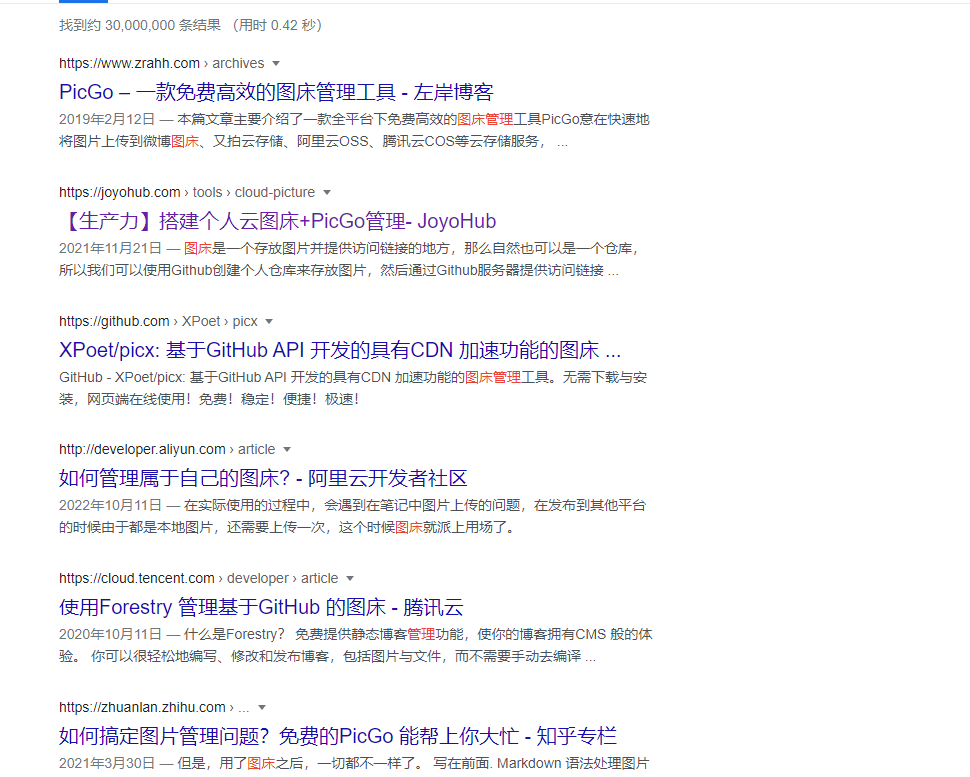 找到约 30,000,000 条结果 （用时 0.42 秒）
https://www.zrahh.com › archives
PicGo – 一款免费高效的图床管理工具 - 左岸博客
2019年2月12日 — 本篇文章主要介绍了一款全平台下免费高效的图床管理工具PicGo意在快速地
将图片上传到微博图床、又拍云存储、阿里云OSS、腾讯云COS等云存储服务， ...
https://joyohub.com › tools › cloud-picture
【生产力】搭建个人云图床+PicGo管理- JoyoHub
2021年11月21日 — 图床是一个存放图片并提供访问链接的地方，那么自然也可以是一个仓库，
所以我们可以使用Github创建个人仓库来存放图片，然后通过Github服务器提供访问链接 ...
https://github.com › XPoet › picx
XPoet/picx: 基于GitHub API 开发的具有CDN 加速功能的图床 ...
GitHub - XPoet/picx: 基于GitHub API 开发的具有CDN 加速功能的图床管理工具。无需下载与安
装，网页端在线使用！免费！稳定！便捷！极速！
http://developer.aliyun.com › article
如何管理属于自己的图床? - 阿里云开发者社区
2022年10月11日 — 在实际使用的过程中，会遇到在笔记中图片上传的问题，在发布到其他平台
的时候由于都是本地图片，还需要上传一次，这个时候图床就派上用场了。
https://cloud.tencent.com › developer › article
使用Forestry 管理基于GitHub 的图床 - 腾讯云
2020年10月11日 — 什么是Forestry？ 免费提供静态博客管理功能，使你的博客拥有CMS 般的体
验。 你可以很轻松地编写、修改和发布博客，包括图片与文件，而不需要手动去编译 ...
https://zhuanlan.zhihu.com › ...
如何搞定图片管理问题？免费的PicGo 能帮上你大忙 - 知乎专栏
2021年3月30日 — 但是，用了图床之后，一切都不一样了。 写在前面. Markdown 语法处理图片